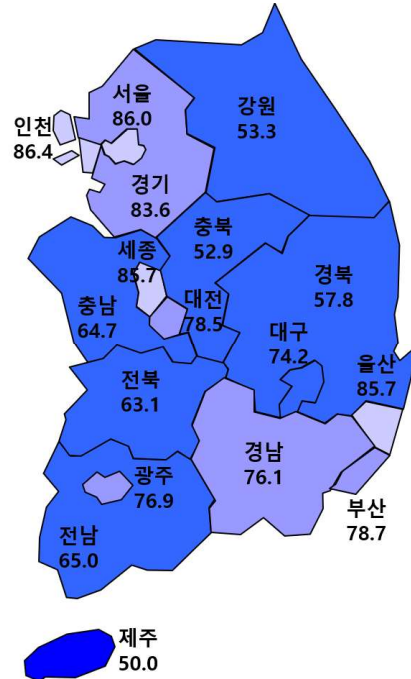 서울
86.0
강원
53.3
인천
86.4
경기
83.6
충북
52.9
세종
85.7
경북
57.8
충남
64.7
대전
78.5
대구
74.2
울산
85.7
전북
63.1
경남
76.1
광주
76.9
부산
78.7
전남
65.0
제주
50.0